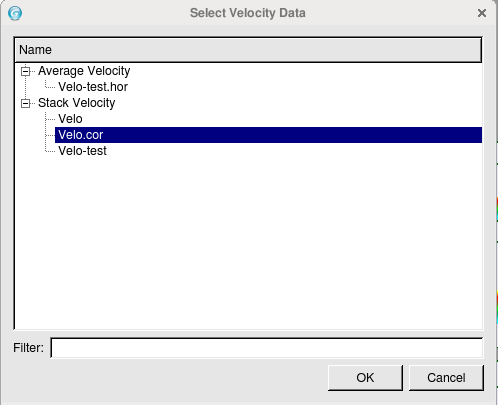 Select Velocity Data
Name
Average Velocity
Velo-test.hor
Stack Velocity
Velo
Velo.cor
Velo-test
Filter:
OK Cancel